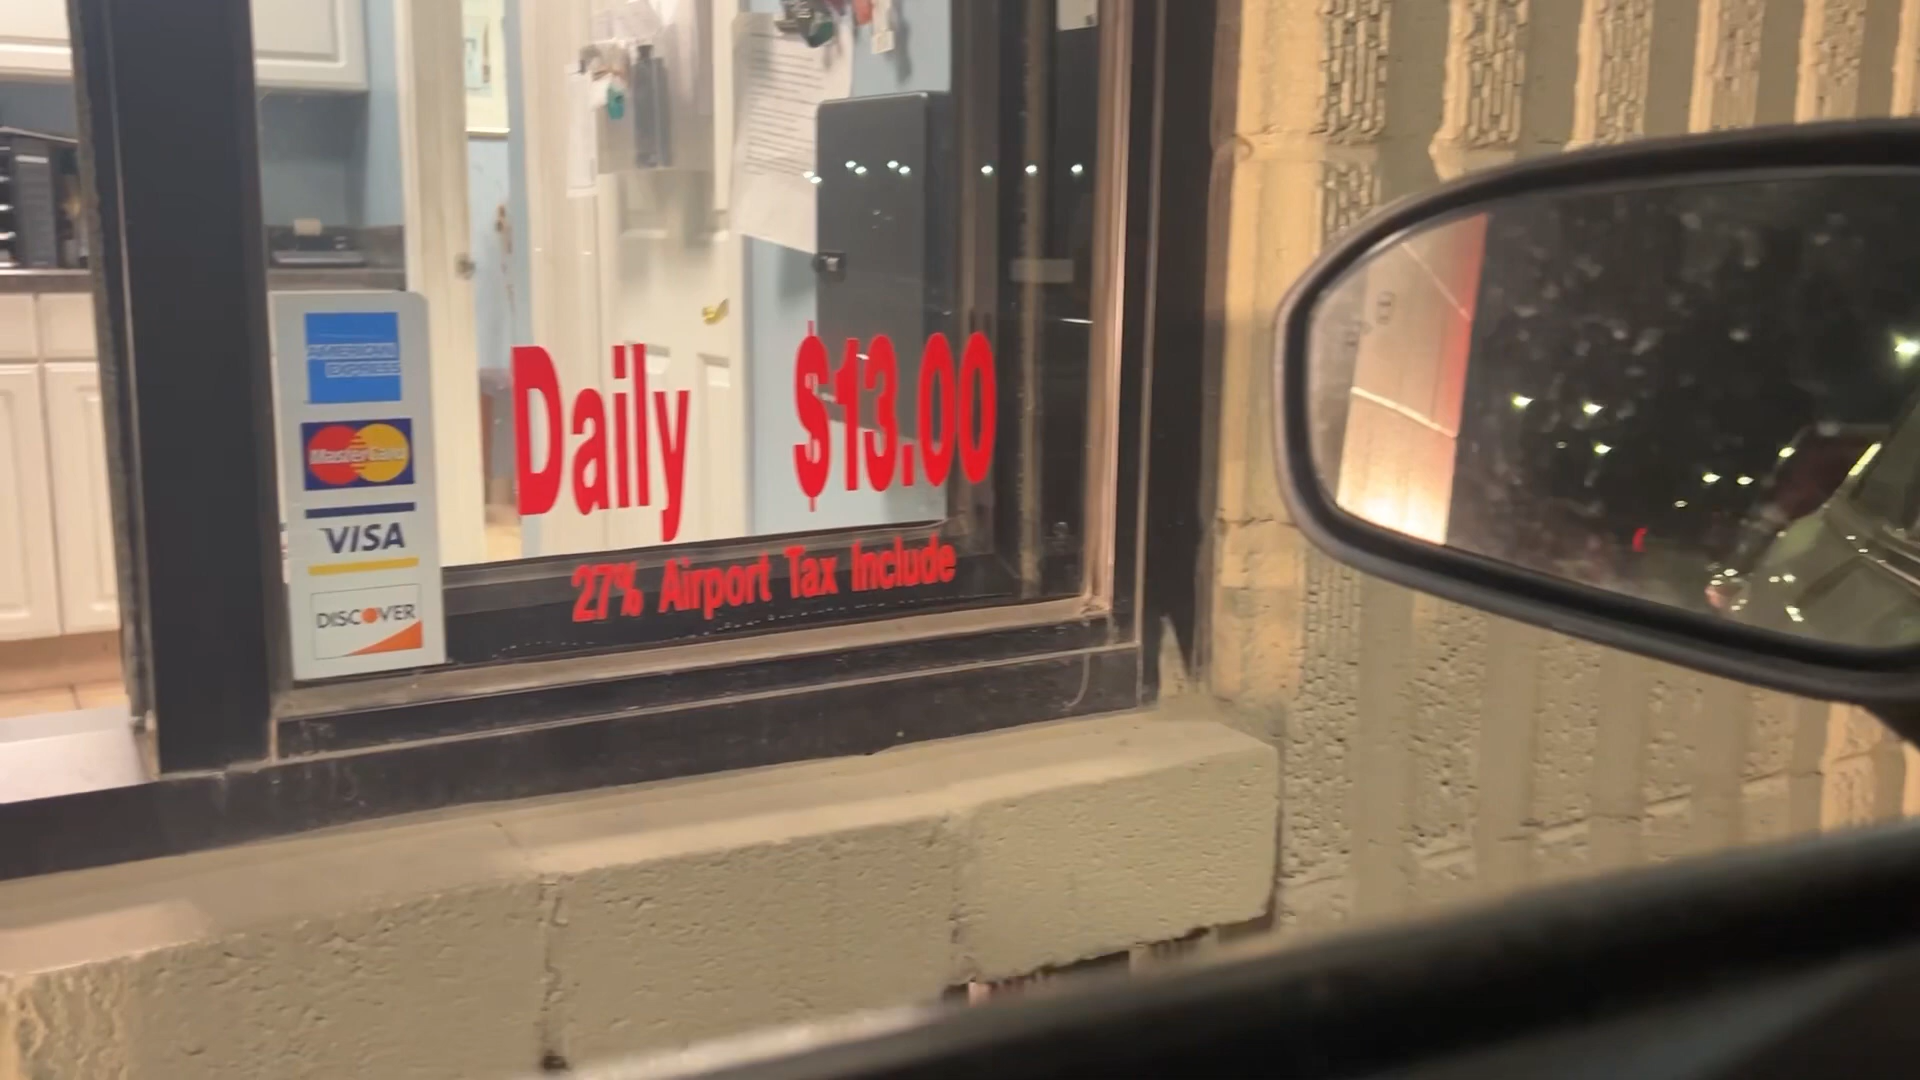 AMERICAN
EXPRESS
MasterCard
VISA
DISCOVER
Daily $13.00
27% Airport Tax Include